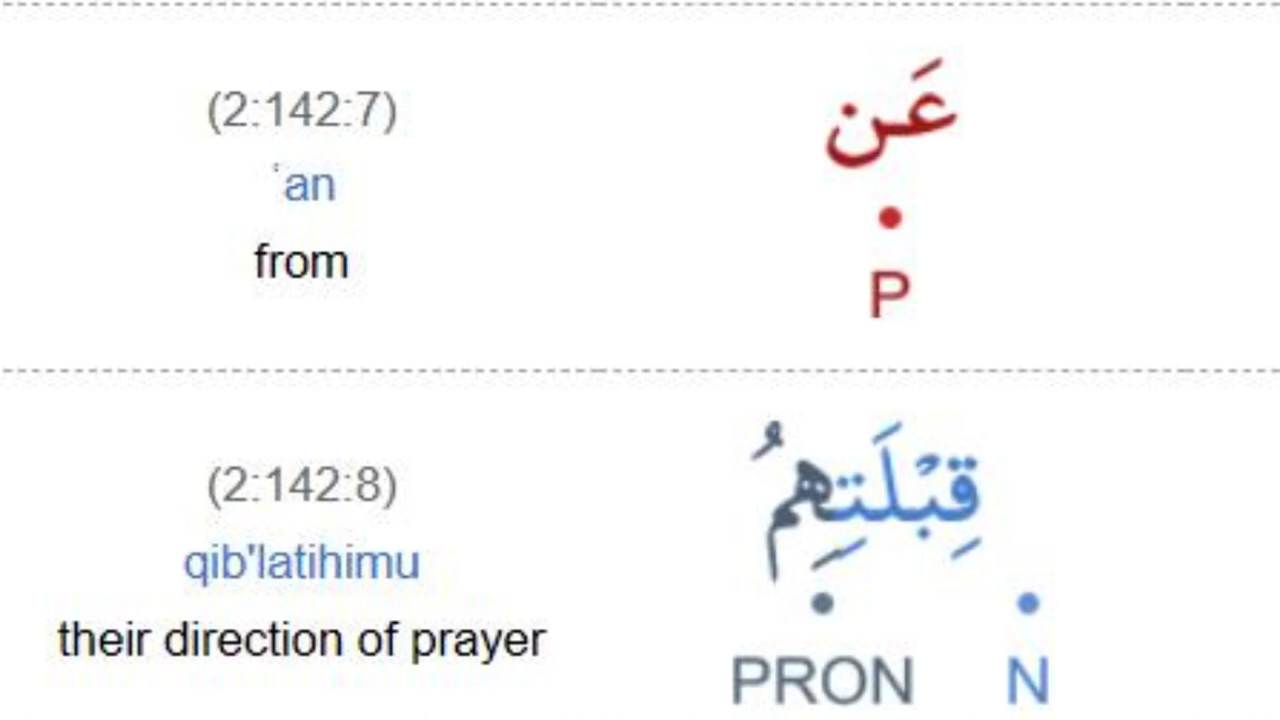 (2:142:7)
ʿan
from
عَن
P
(2:142:8)
qib'latihimu
their direction of prayer
قِبْلَتِهِمُ
PRON N